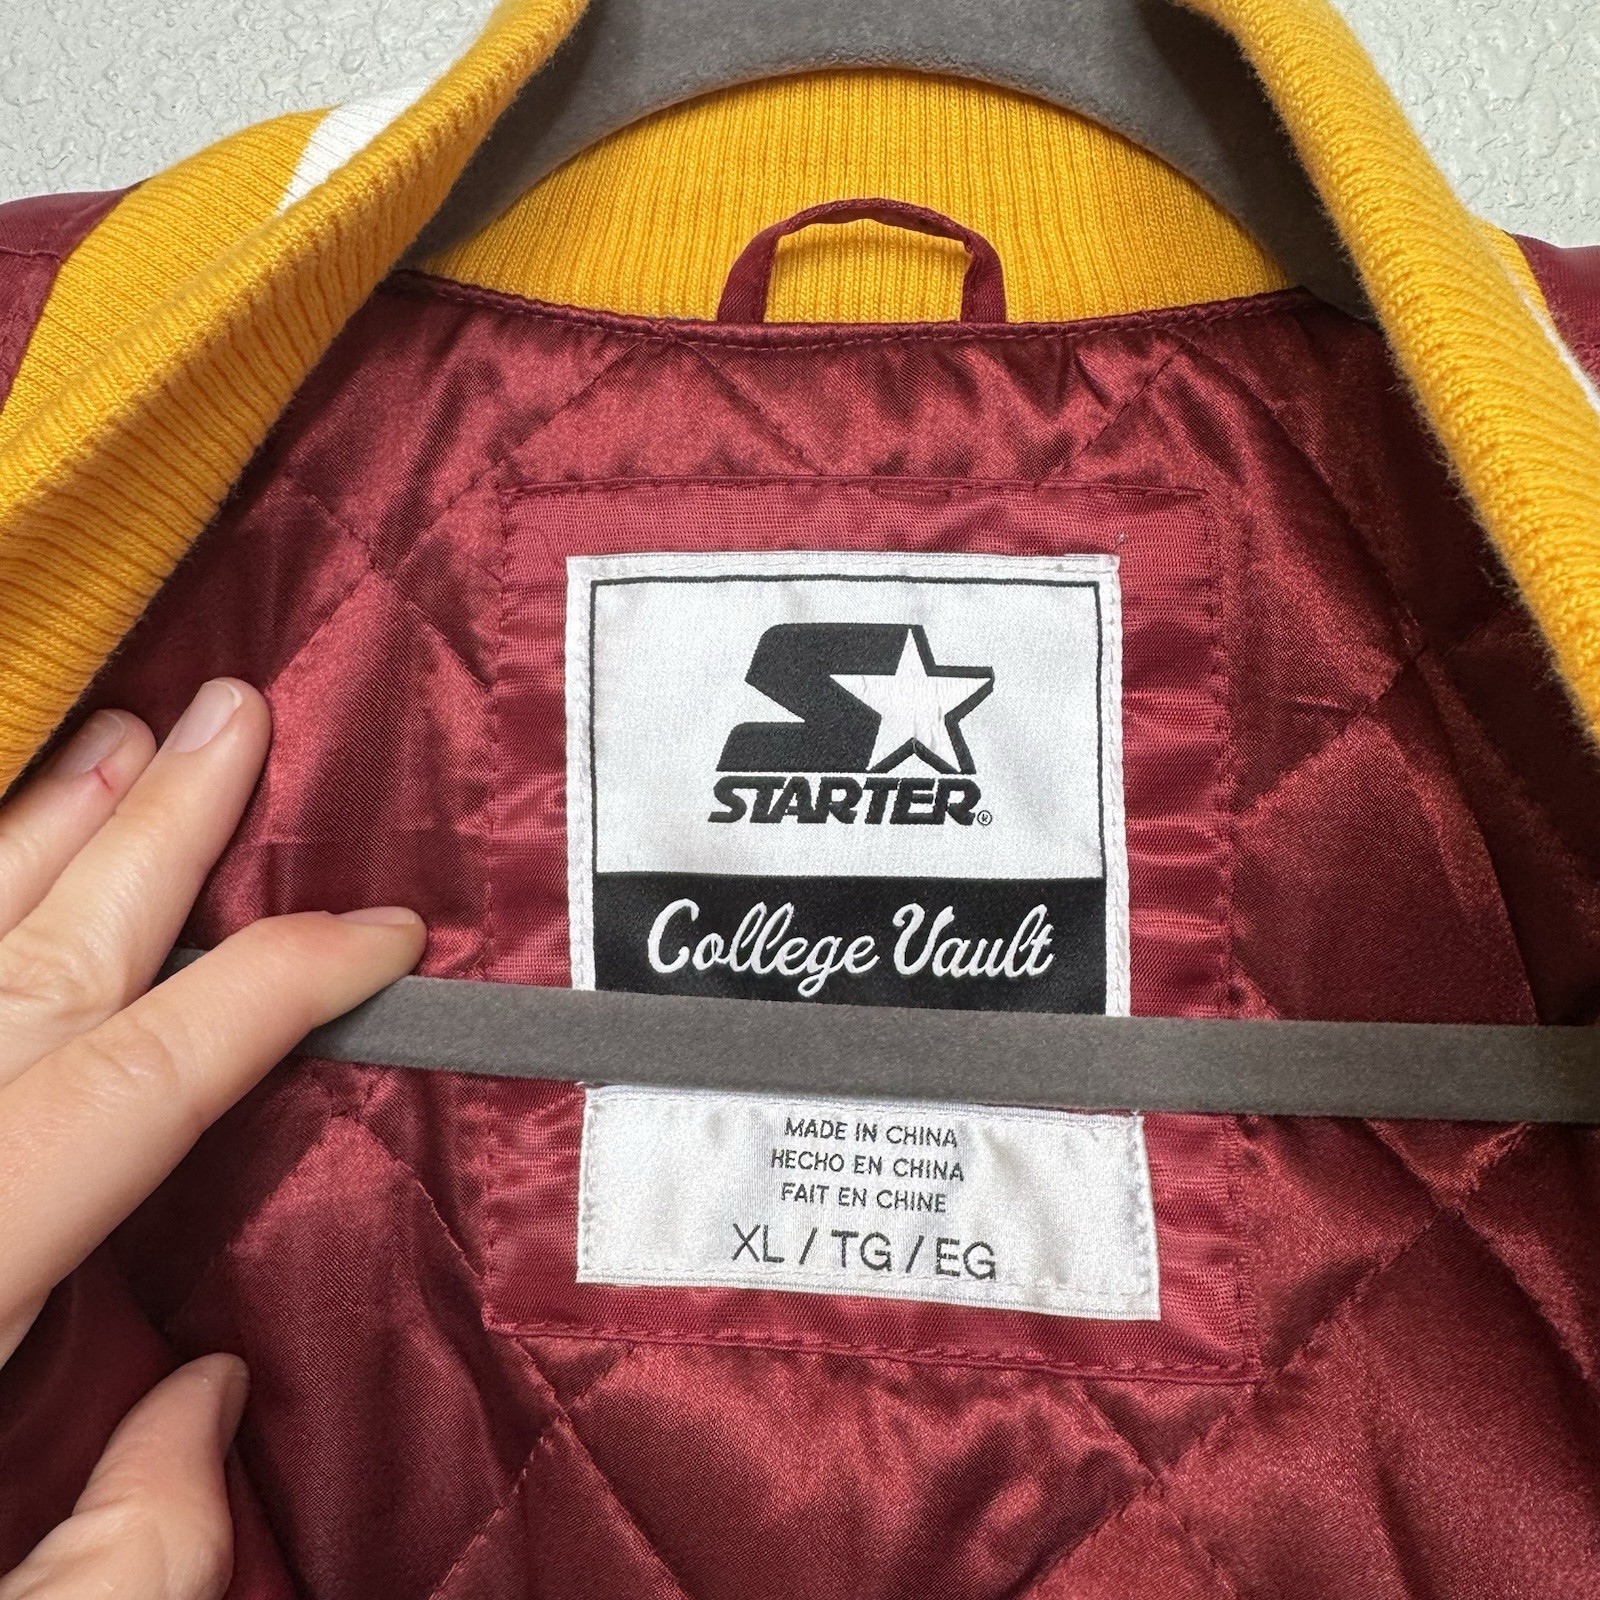 STARTER®
College Vault
MADE IN CHINA
HECHO EN CHINA
FAIT EN CHINE
XL / TG / EG